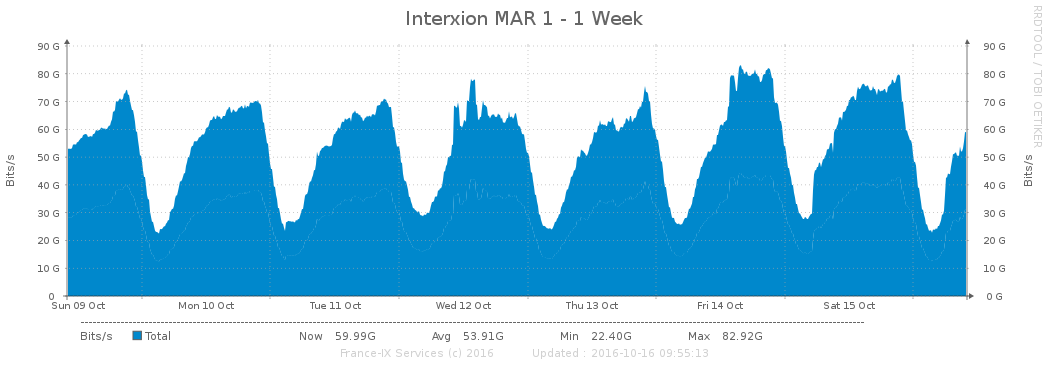 Interxion MAR 1 - 1 Week
RRDTOOL / TOBI OETIKER
Bits/s
90 G
80 G
70 G
60 G
50 G
40 G
30 G
20 G
10 G
0
90 G
80 G
70 G
60 G
50 G
40 G
30 G
20 G
10 G
0 G
Bits/s
Sun 09 Oct Mon 10 Oct Tue 11 Oct Wed 12 Oct Thu 13 Oct Fri 14 Oct Sat 15 Oct
Bits/s Total Now 59.99G Avg 53.91G Min 22.40G Max 82.92G
France-IX Services (c) 2016 Updated : 2016-10-16 09:55:13